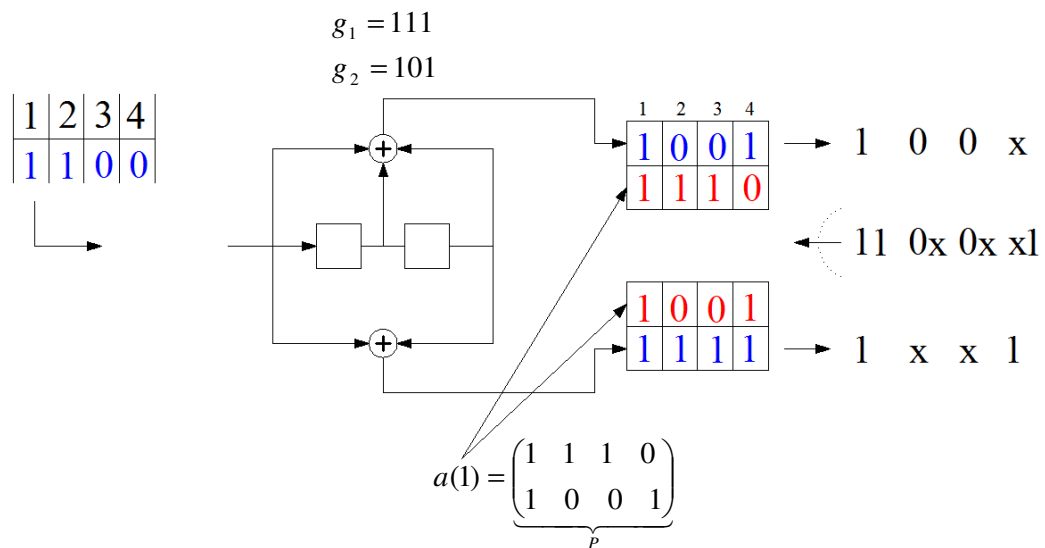 g₁ = 111
g₂ = 101
1 2 3 4
1 1 0 0
+
1 2 3 4
1 0 0 1
1 1 1 0
1 0 0 x
11 0x 0x x1
1 0 0 1
1 1 1 1
+
1 x x 1
a(1) = (1 1 1 0
1 0 0 1)
P